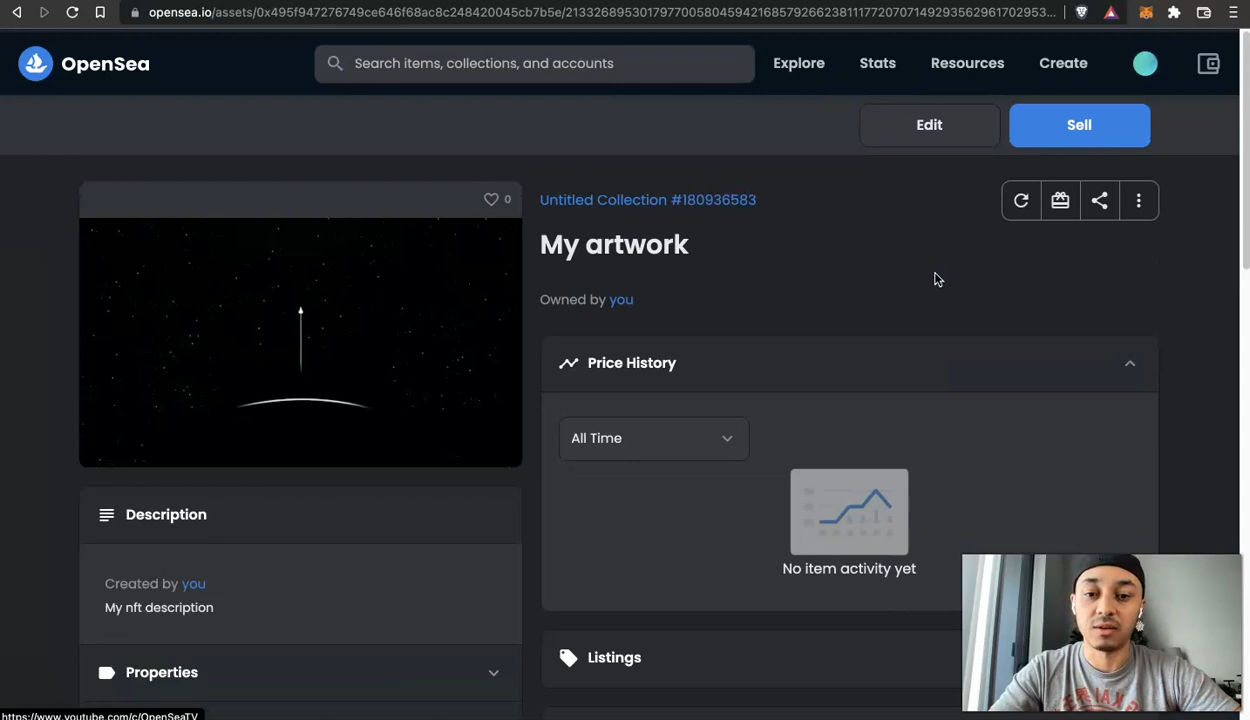 opensea.io/assets/0x495f947276749ce646f68ac8c248420045cb7b5e/21332689530179770058045942168579266238111772070714929356296170295​3...
OpenSea
Search items, collections, and accounts
Explore
Stats
Resources
Create
Edit
Sell
0
Untitled Collection #180936583
My artwork
Owned by you
Price History
All Time
No item activity yet
Description
Created by you
My nft description
Listings
Properties
https://www.youtube.com/c/OpenSeaTV